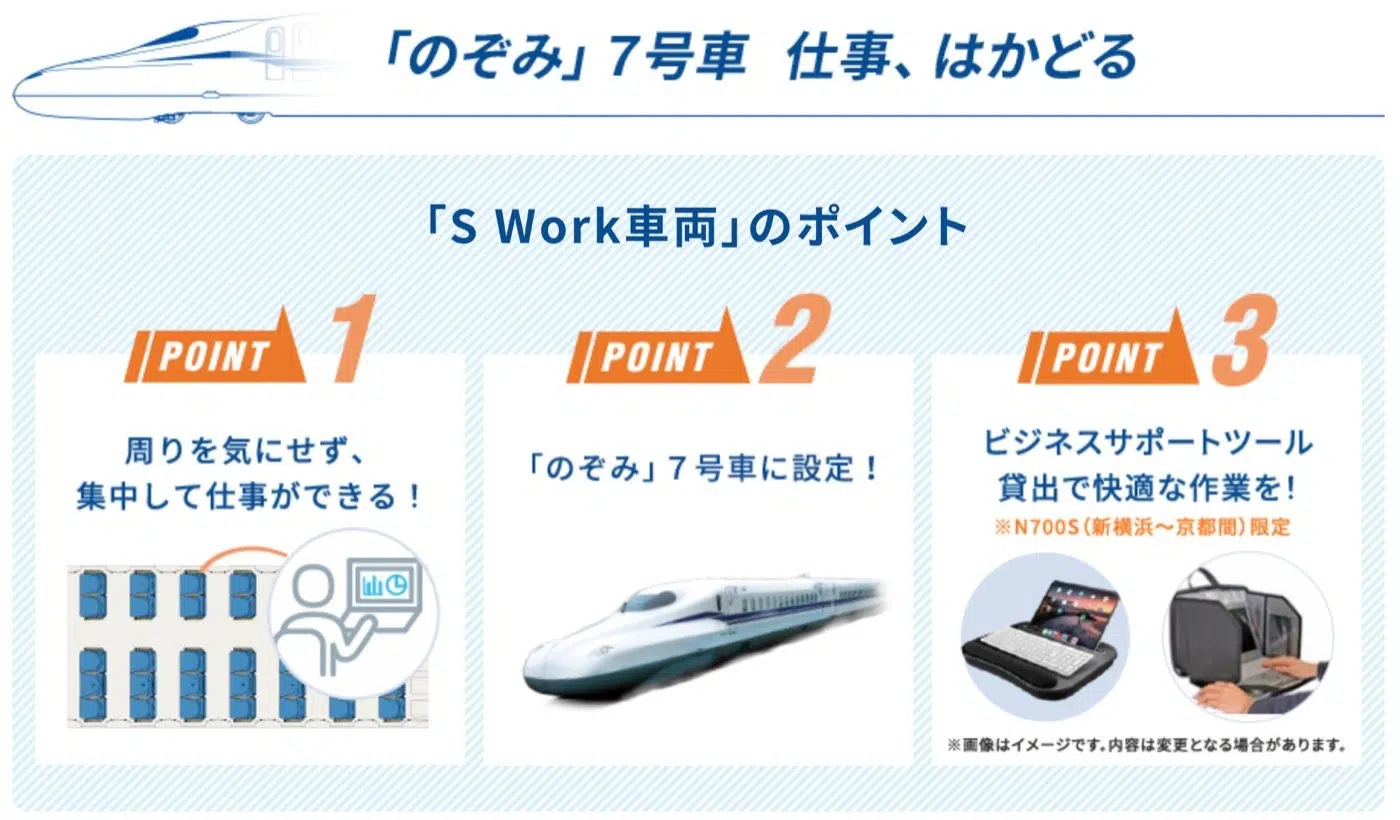 「のぞみ」7号車 仕事、はかどる
「S Work車両」のポイント
POINT 1
周りを気にせず、
集中して仕事ができる！
POINT 2
「のぞみ」7号車に設定！
POINT 3
ビジネスサポートツール
貸出で快適な作業を！
※N700S（新横浜～京都間）限定
※画像はイメージです。内容は変更となる場合があります。